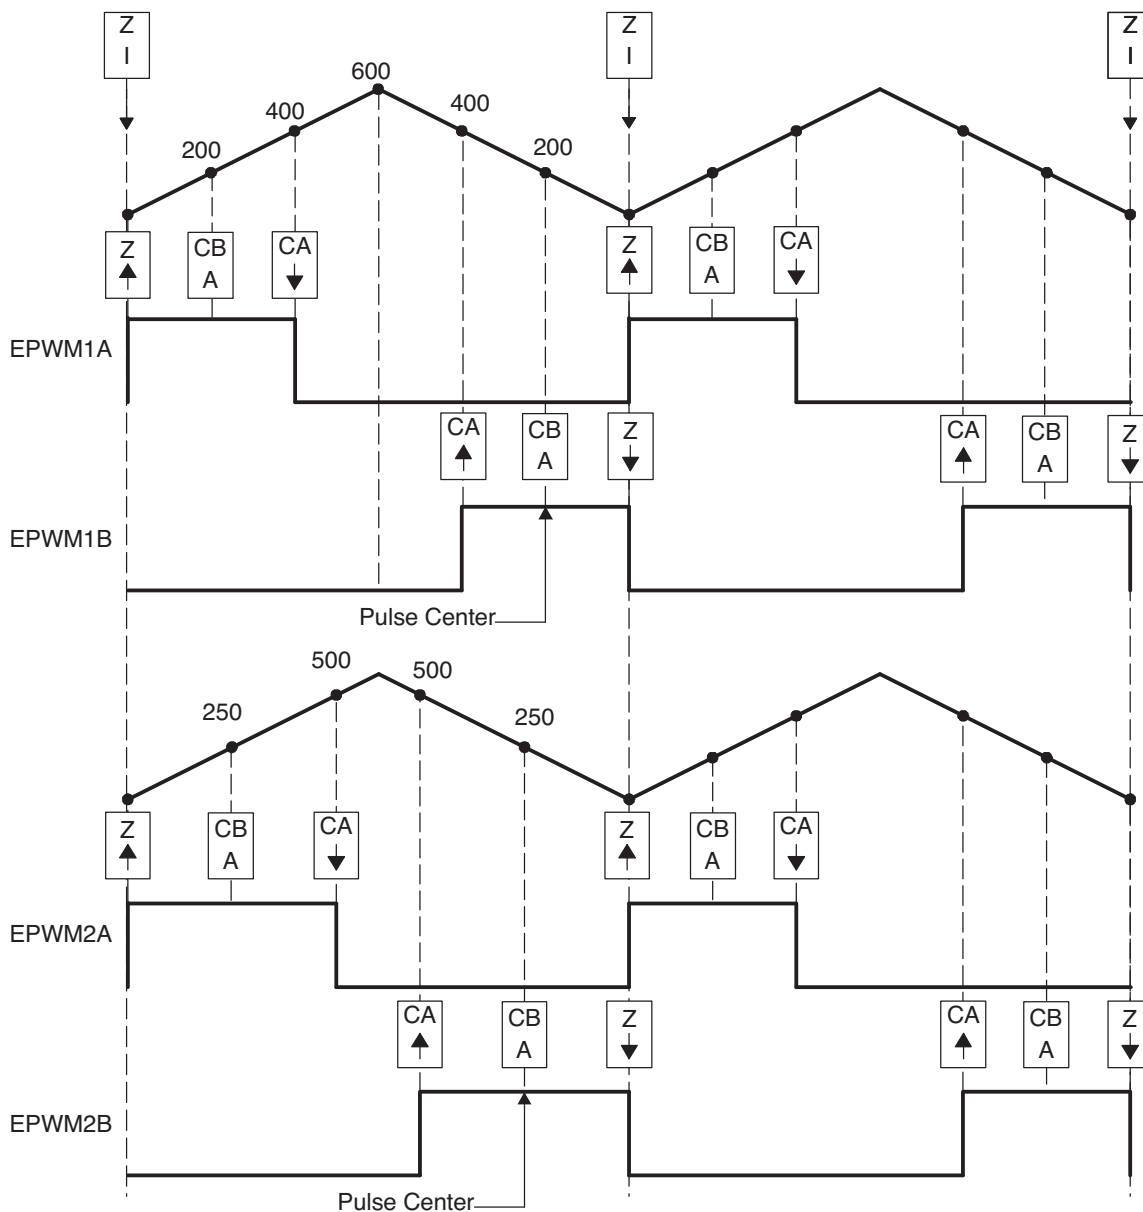 Z Z Z
I I I
600
400 400
200 200
Z CB CA Z CB CA
A A
EPWM1A
CA CB Z CA CB Z
A A
EPWM1B
Pulse Center
500 500
250 250
Z CB CA Z CB CA
A A
EPWM2A
CA CB Z CA CB Z
A A
EPWM2B
Pulse Center